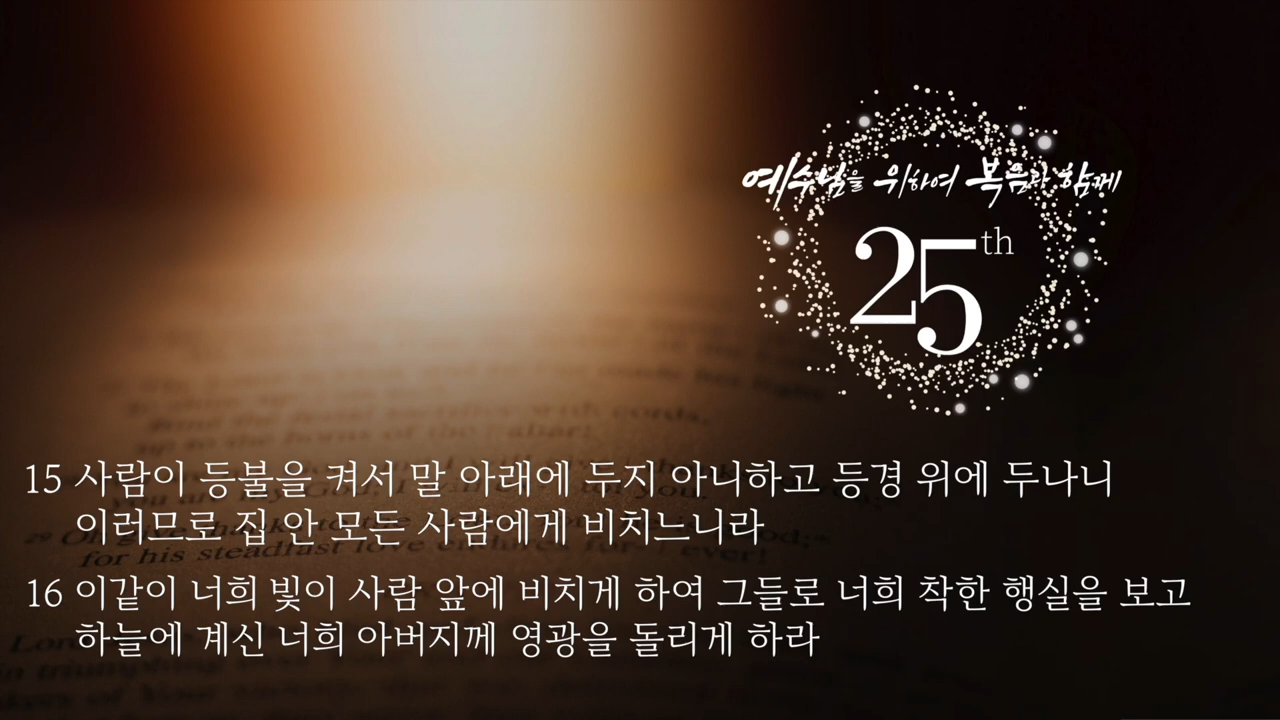 예수님을 위하여 복음과 함께
25th
15 사람이 등불을 켜서 말 아래에 두지 아니하고 등경 위에 두나니
이러므로 집 안 모든 사람에게 비치느니라
16 이같이 너희 빛이 사람 앞에 비치게 하여 그들로 너희 착한 행실을 보고
하늘에 계신 너희 아버지께 영광을 돌리게 하라